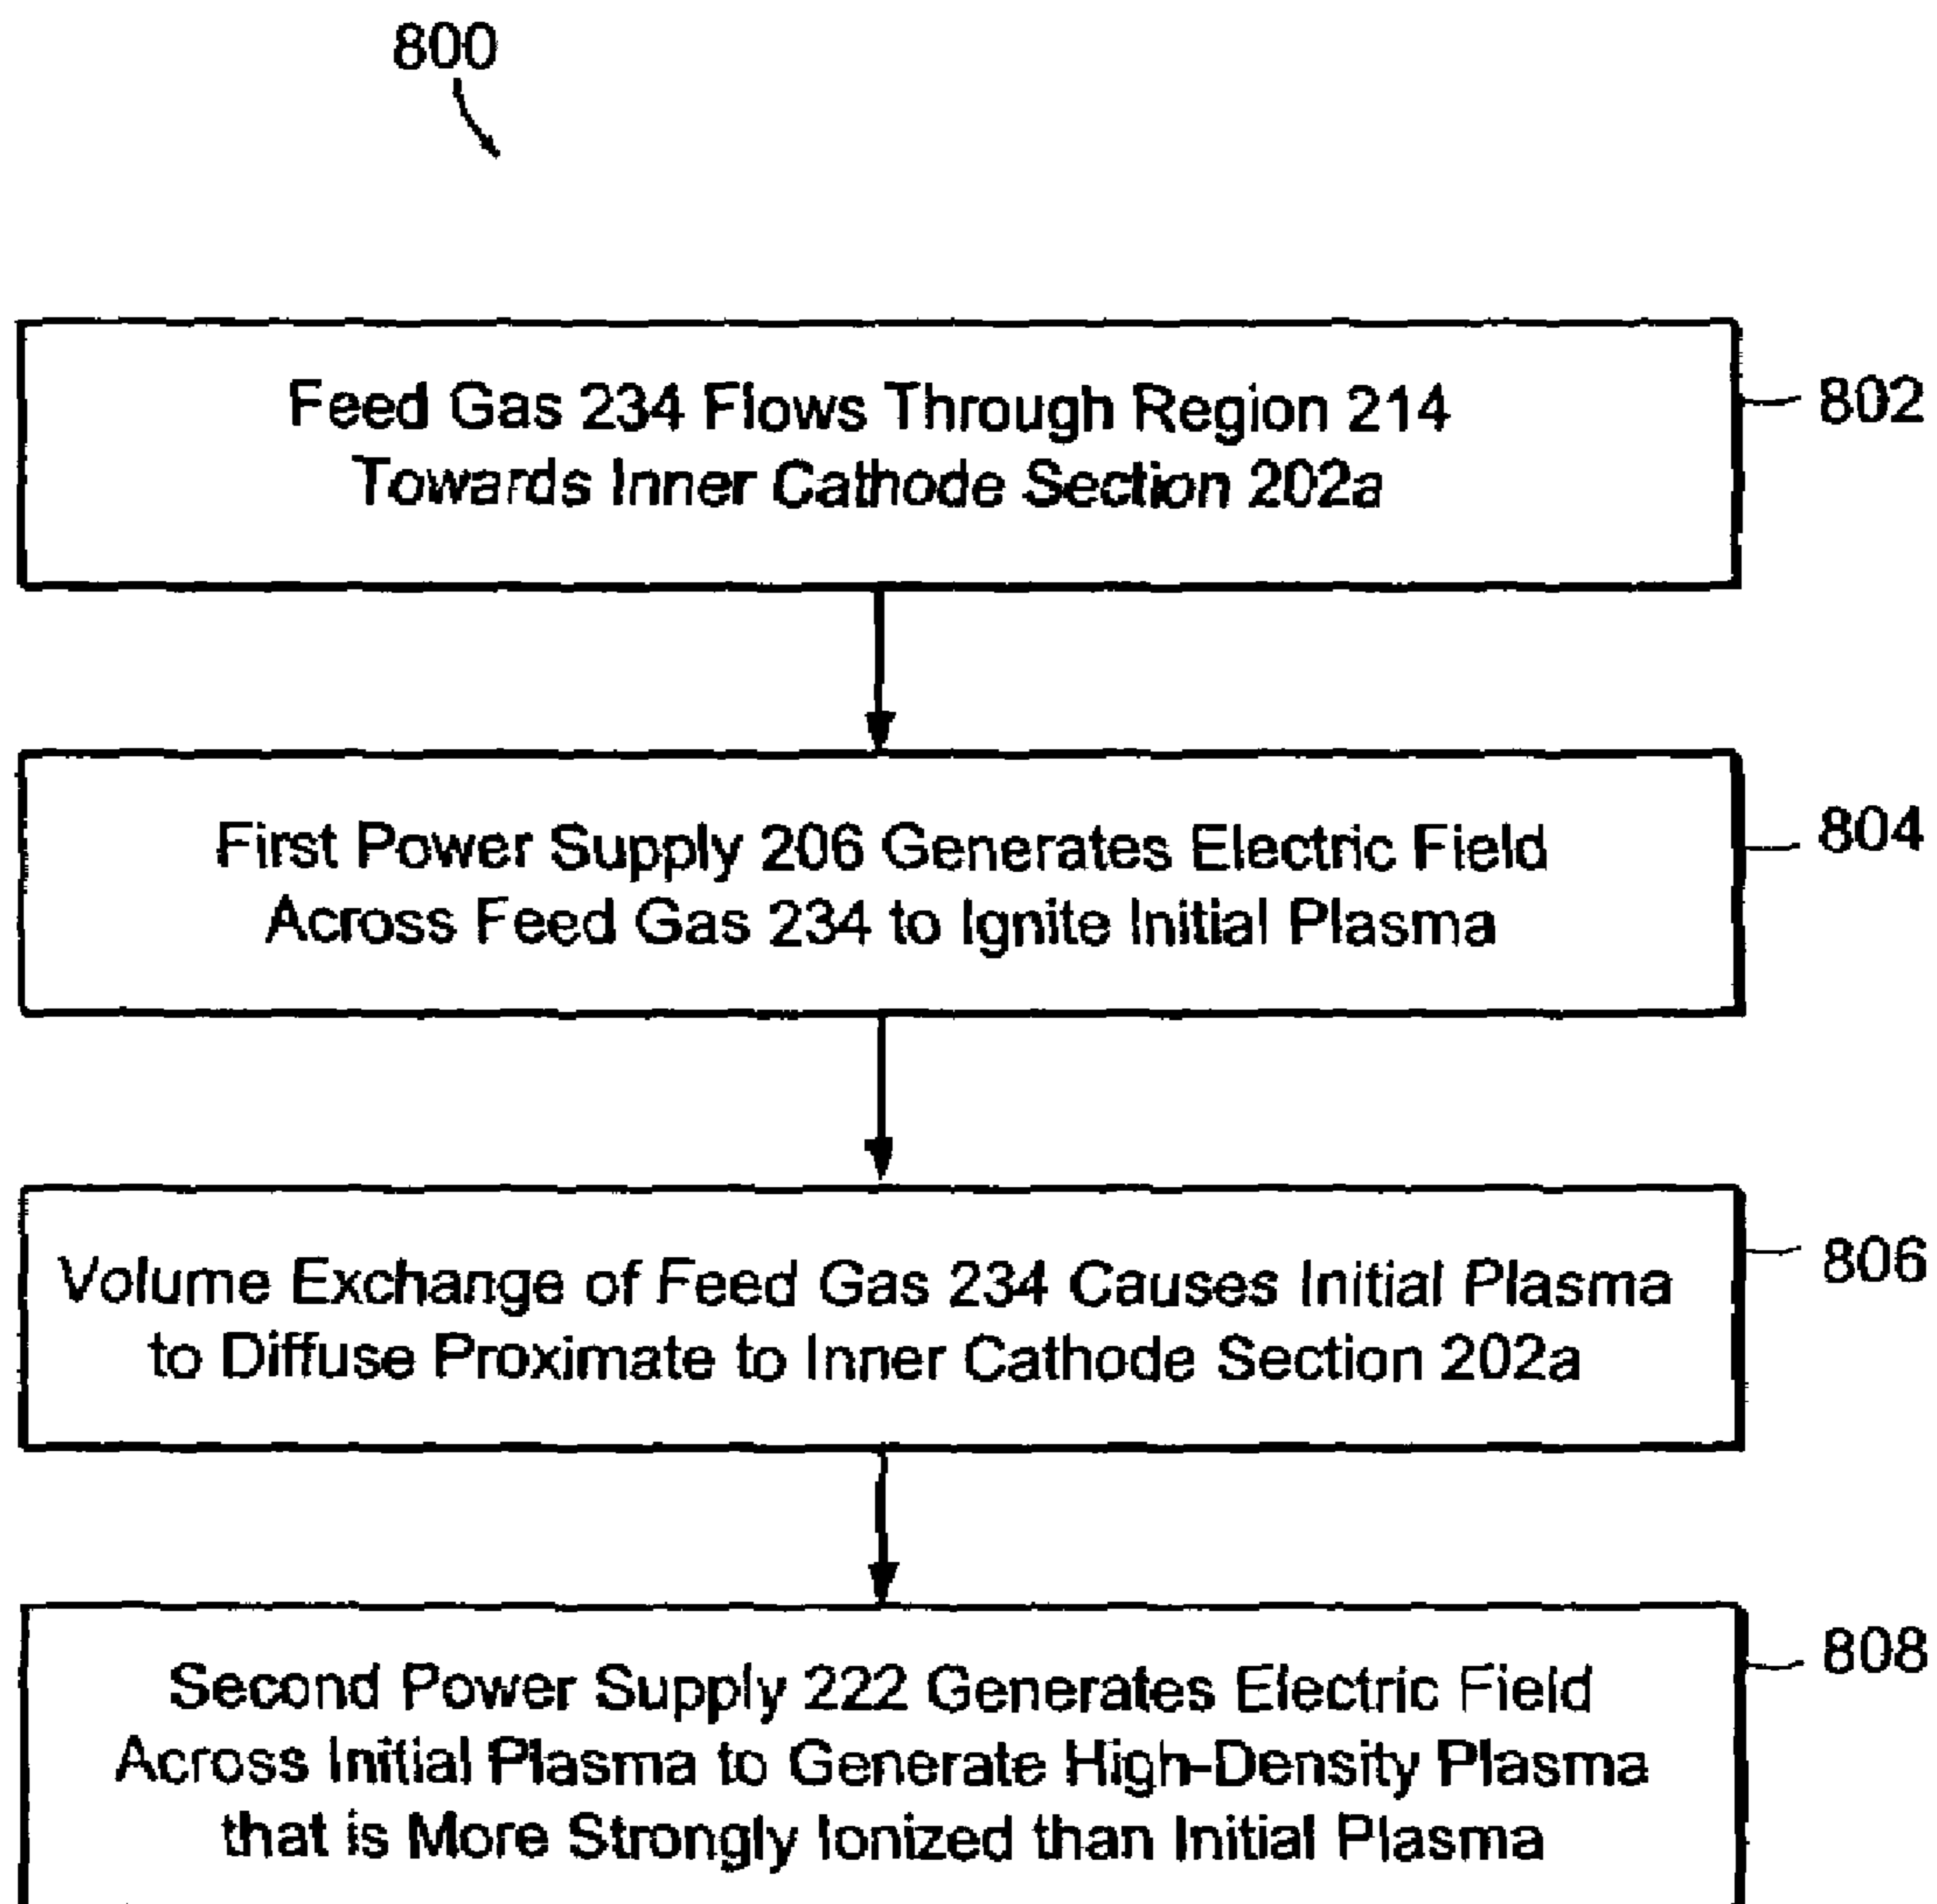 800
Feed Gas 234 Flows Through Region 214
Towards Inner Cathode Section 202a
802
First Power Supply 206 Generates Electric Field
Across Feed Gas 234 to Ignite Initial Plasma
804
Volume Exchange of Feed Gas 234 Causes Initial Plasma
to Diffuse Proximate to Inner Cathode Section 202a
806
Second Power Supply 222 Generates Electric Field
Across Initial Plasma to Generate High-Density Plasma
that is More Strongly Ionized than Initial Plasma
808